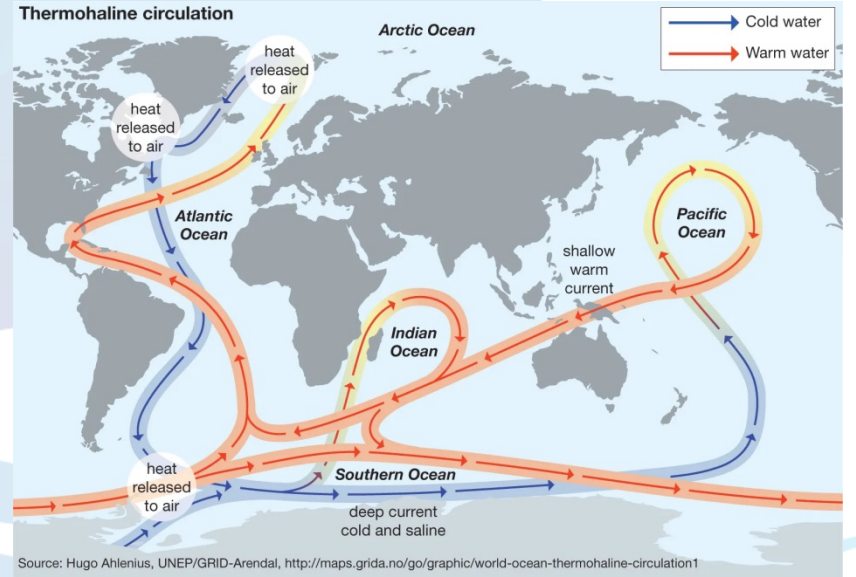 Thermohaline circulation
Arctic Ocean
Cold water
Warm water
heat
released
to air
heat
released
to air
Atlantic
Ocean
Pacific
Ocean
shallow
warm
current
Indian
Ocean
heat
released
to air
Southern Ocean
deep current
cold and saline
Source: Hugo Ahlenius, UNEP/GRID-Arendal, http://maps.grida.no/go/graphic/world-ocean-thermohaline-circulation1